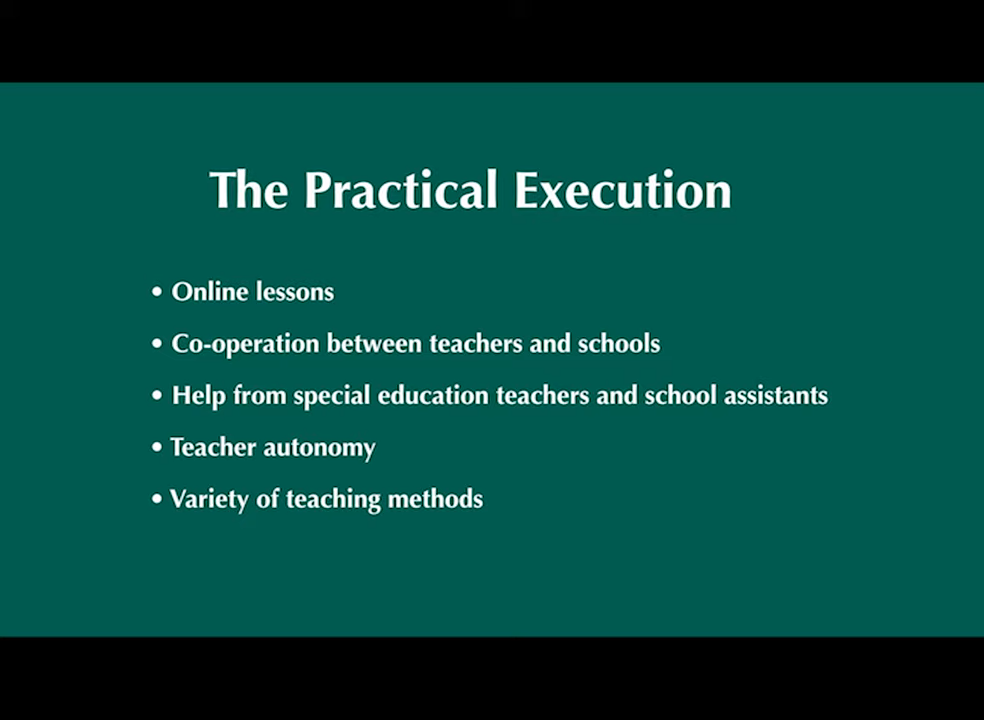 The Practical Execution
• Online lessons
• Co-operation between teachers and schools
• Help from special education teachers and school assistants
• Teacher autonomy
• Variety of teaching methods